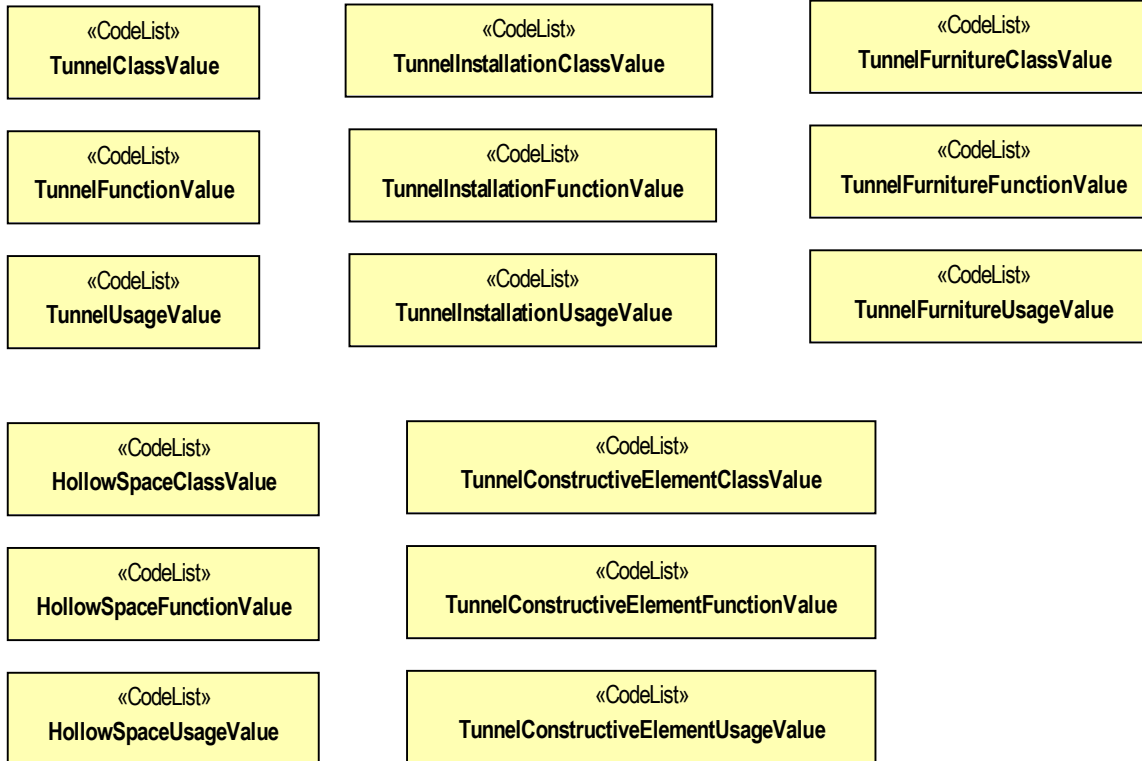 «CodeList»
TunnelClassValue
«CodeList»
TunnelInstallationClassValue
«CodeList»
TunnelFurnitureClassValue
«CodeList»
TunnelFunctionValue
«CodeList»
TunnelInstallationFunctionValue
«CodeList»
TunnelFurnitureFunctionValue
«CodeList»
TunnelUsageValue
«CodeList»
TunnelInstallationUsageValue
«CodeList»
TunnelFurnitureUsageValue
«CodeList»
HollowSpaceClassValue
«CodeList»
TunnelConstructiveElementClassValue
«CodeList»
HollowSpaceFunctionValue
«CodeList»
TunnelConstructiveElementFunctionValue
«CodeList»
HollowSpaceUsageValue
«CodeList»
TunnelConstructiveElementUsageValue